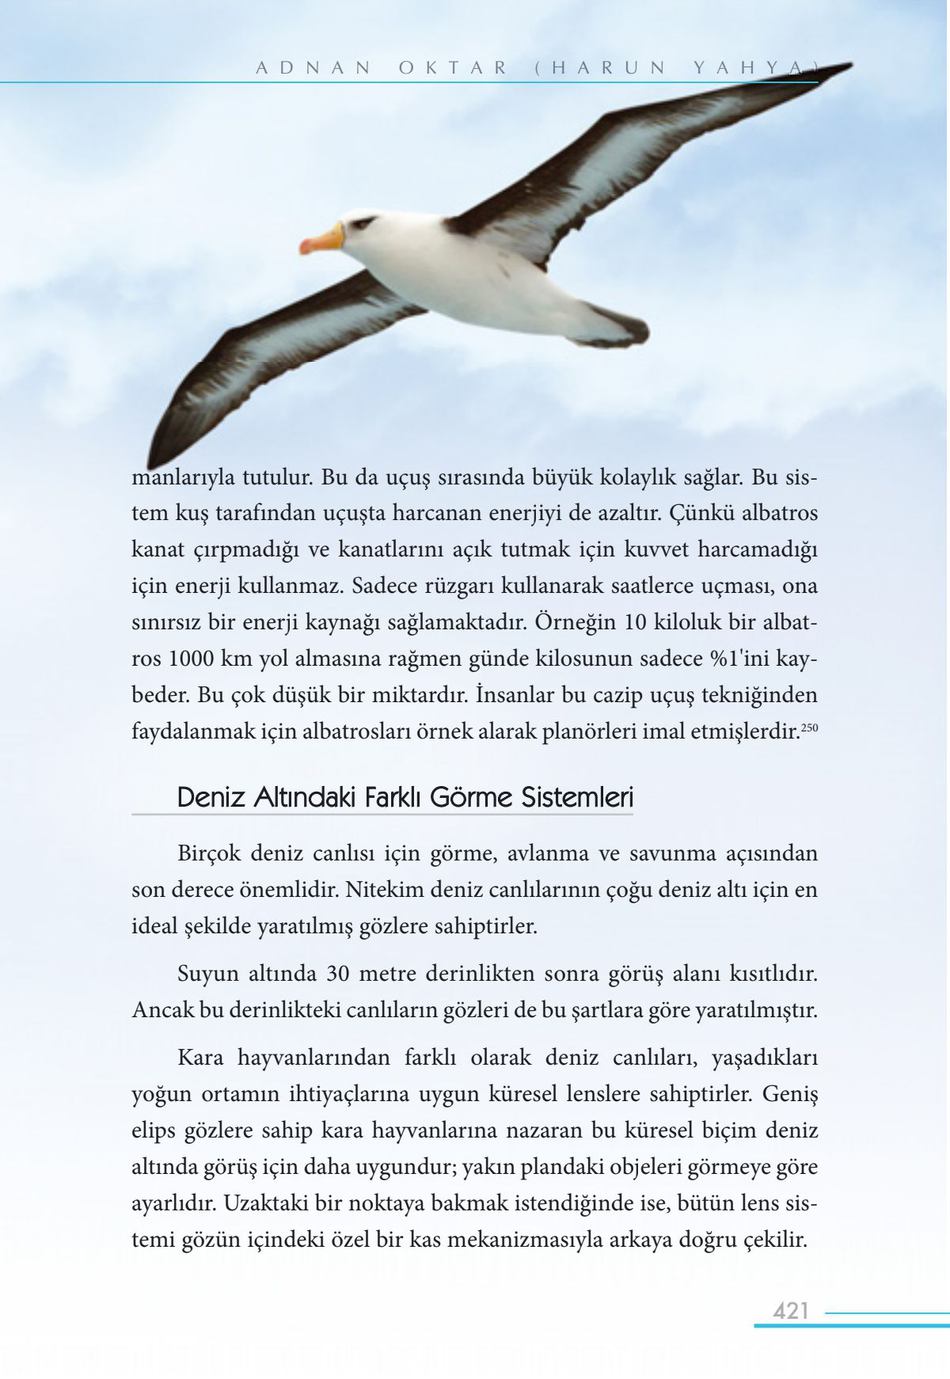 ADNAN OKTAR (HARUN YAHYA)
manlarıyla tutulur. Bu da uçuş sırasında büyük kolaylık sağlar. Bu sis-
tem kuş tarafından uçuşta harcanan enerjiyi de azaltır. Çünkü albatros
kanat çırpmadığı ve kanatlarını açık tutmak için kuvvet harcamadığı
için enerji kullanmaz. Sadece rüzgarı kullanarak saatlerce uçması, ona
sınırsız bir enerji kaynağı sağlamaktadır. Örneğin 10 kiloluk bir albat-
ros 1000 km yol almasına rağmen günde kilosunun sadece %1'ini kay-
beder. Bu çok düşük bir miktardır. İnsanlar bu cazip uçuş tekniğinden
faydalanmak için albatrosları örnek alarak planörleri imal etmişlerdir.250
Deniz Altındaki Farklı Görme Sistemleri
Birçok deniz canlısı için görme, avlanma ve savunma açısından
son derece önemlidir. Nitekim deniz canlılarının çoğu deniz altı için en
ideal şekilde yaratılmış gözlere sahiptirler.
Suyun altında 30 metre derinlikten sonra görüş alanı kısıtlıdır.
Ancak bu derinlikteki canlıların gözleri de bu şartlara göre yaratılmıştır.
Kara hayvanlarından farklı olarak deniz canlıları, yaşadıkları
yoğun ortamın ihtiyaçlarına uygun küresel lenslere sahiptirler. Geniş
elips gözlere sahip kara hayvanlarına nazaran bu küresel biçim deniz
altında görüş için daha uygundur; yakın plandaki objeleri görmeye göre
ayarlıdır. Uzaktaki bir noktaya bakmak istendiğinde ise, bütün lens sis-
temi gözün içindeki özel bir kas mekanizmasıyla arkaya doğru çekilir.
421